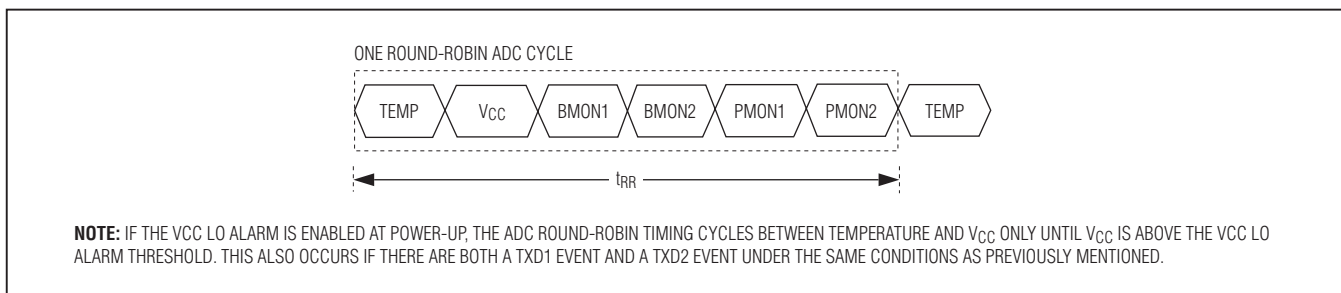 ONE ROUND-ROBIN ADC CYCLE
TEMP VCC BMON1 BMON2 PMON1 PMON2 TEMP
tRR
NOTE: IF THE VCC LO ALARM IS ENABLED AT POWER-UP, THE ADC ROUND-ROBIN TIMING CYCLES BETWEEN TEMPERATURE AND VCC ONLY UNTIL VCC IS ABOVE THE VCC LO
ALARM THRESHOLD. THIS ALSO OCCURS IF THERE ARE BOTH A TXD1 EVENT AND A TXD2 EVENT UNDER THE SAME CONDITIONS AS PREVIOUSLY MENTIONED.